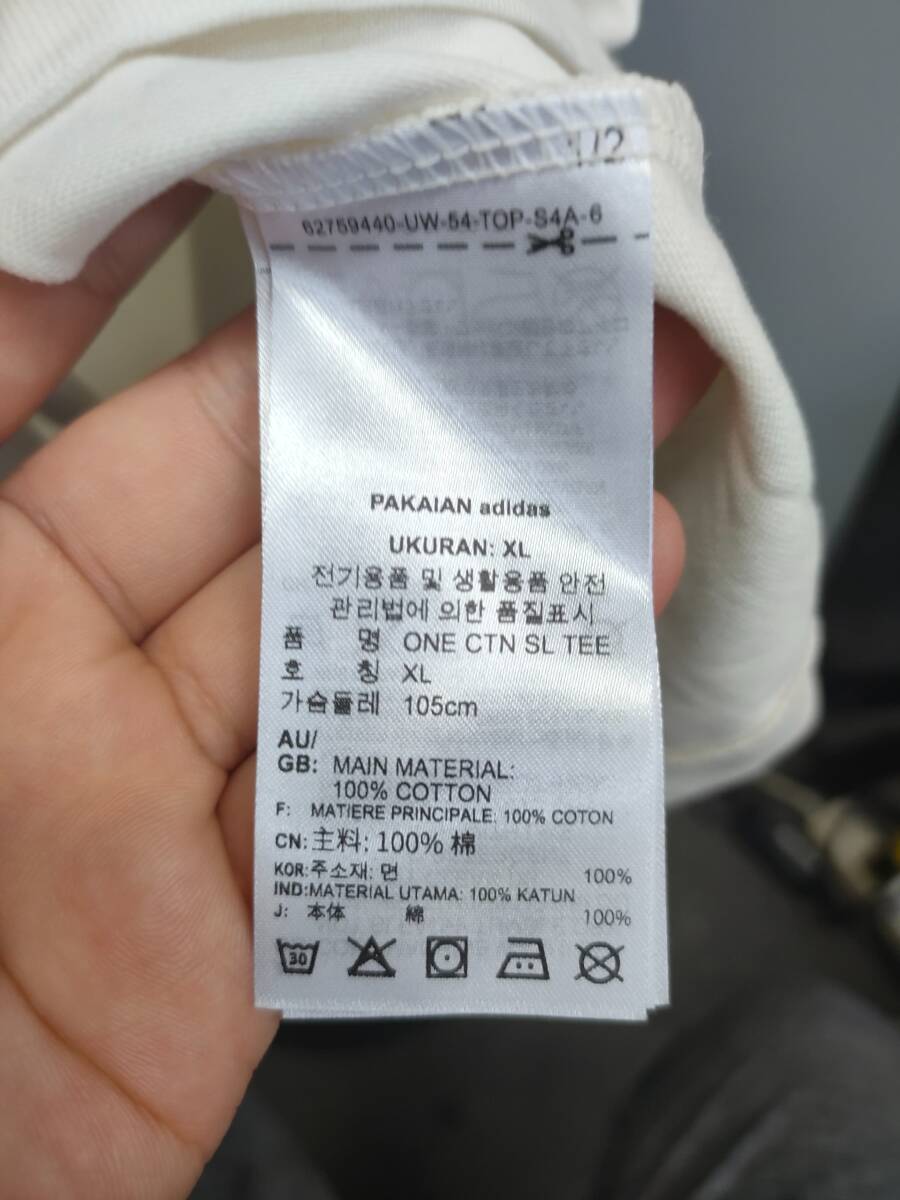 1/2
62759440-UW-54-TOP-S4A-6
PAKAIAN adidas
UKURAN: XL
전기용품 및 생활용품 안전
관리법에 의한 품질표시
품 명 ONE CTN SL TEE
호 칭 XL
가슴둘레 105cm
AU/
GB: MAIN MATERIAL:
100% COTTON
F: MATIERE PRINCIPALE: 100% COTON
CN: 主料: 100% 棉
KOR: 주소재: 면 100%
IND: MATERIAL UTAMA: 100% KATUN
J: 本体 綿 100%
30